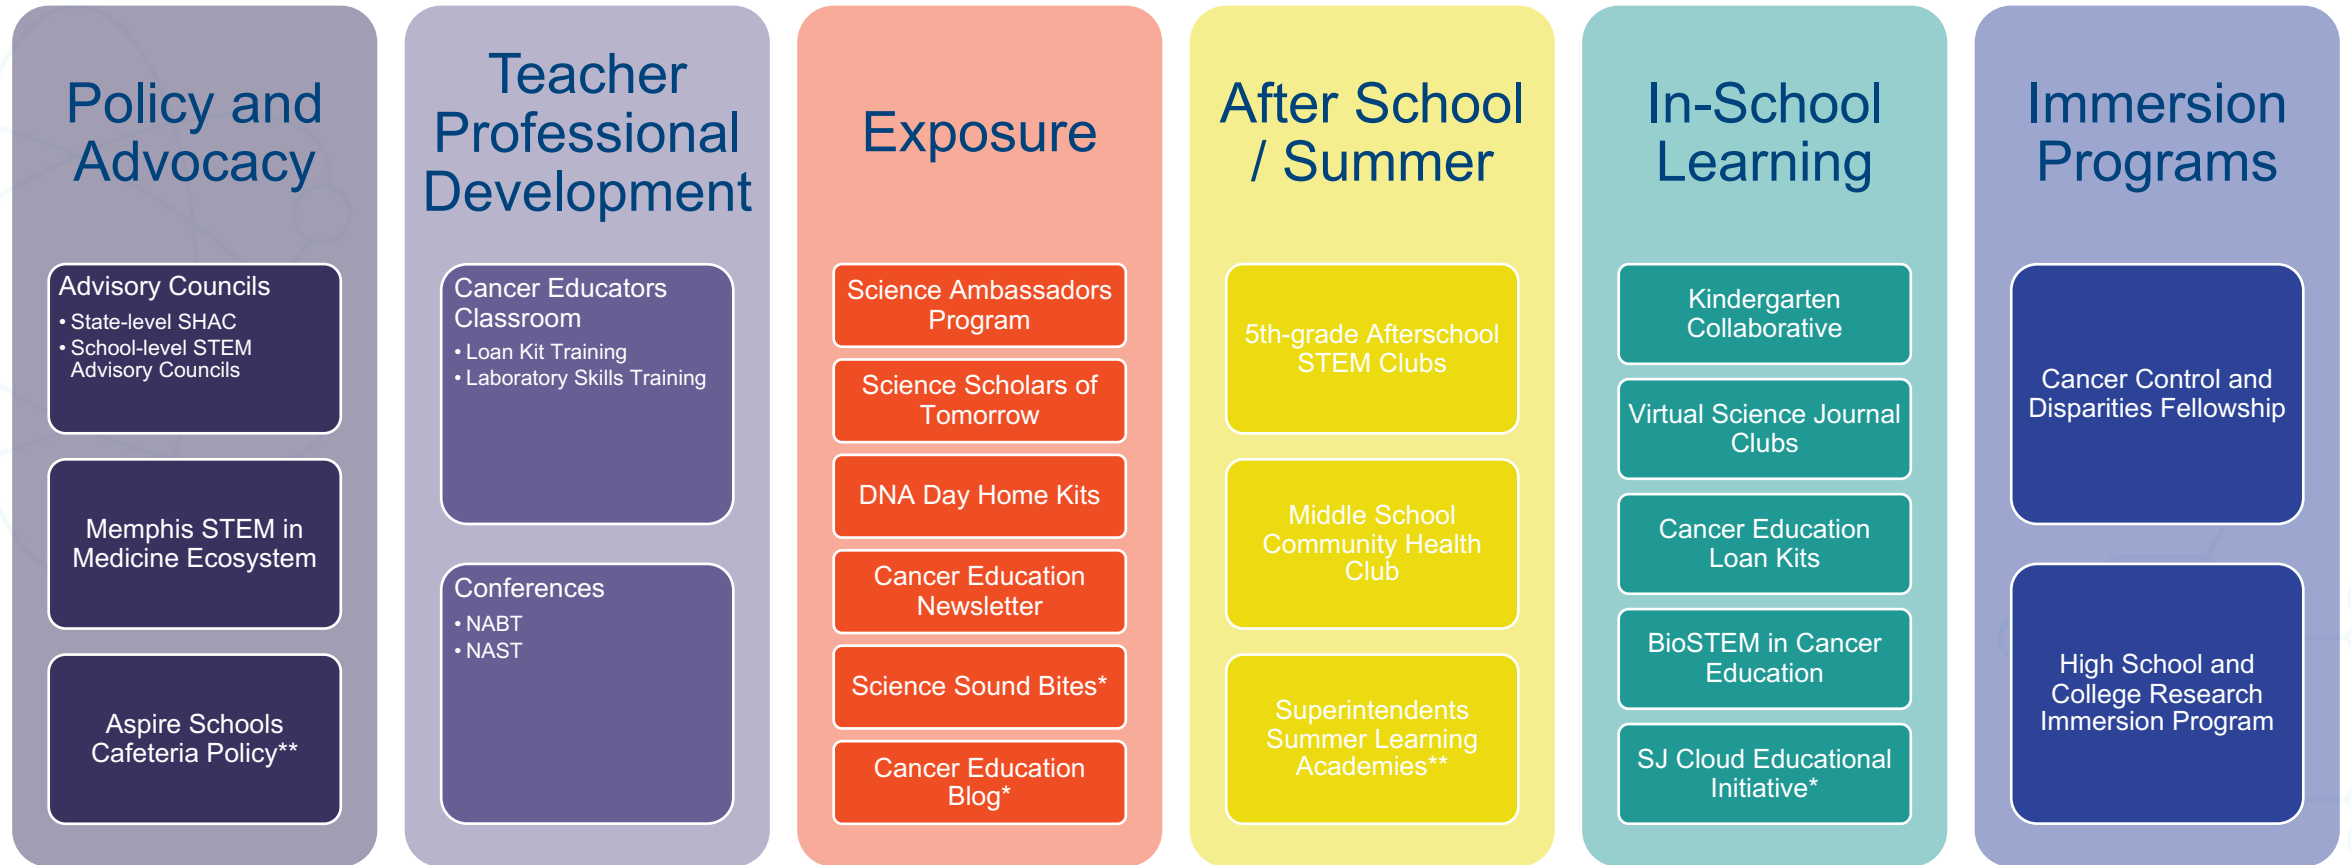 Policy and
Advocacy
Advisory Councils
• State-level SHAC
• School-level STEM
Advisory Councils
Memphis STEM in
Medicine Ecosystem
Aspire Schools
Cafeteria Policy**
Teacher
Professional
Development
Cancer Educators
Classroom
• Loan Kit Training
• Laboratory Skills Training
Conferences
• NABT
• NAST
Exposure
Science Ambassadors
Program
Science Scholars of
Tomorrow
DNA Day Home Kits
Cancer Education
Newsletter
Science Sound Bites*
Cancer Education
Blog*
After School
/ Summer
5th-grade Afterschool
STEM Clubs
Middle School
Community Health
Club
Superintendents
Summer Learning
Academies**
In-School
Learning
Kindergarten
Collaborative
Virtual Science Journal
Clubs
Cancer Education
Loan Kits
BioSTEM in Cancer
Education
SJ Cloud Educational
Initiative*
Immersion
Programs
Cancer Control and
Disparities Fellowship
High School and
College Research
Immersion Program